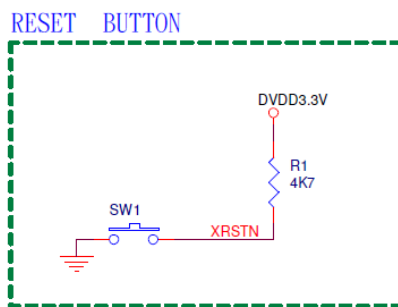 RESET BUTTON
DVDD3.3V
R1
4K7
SW1
XRSTN